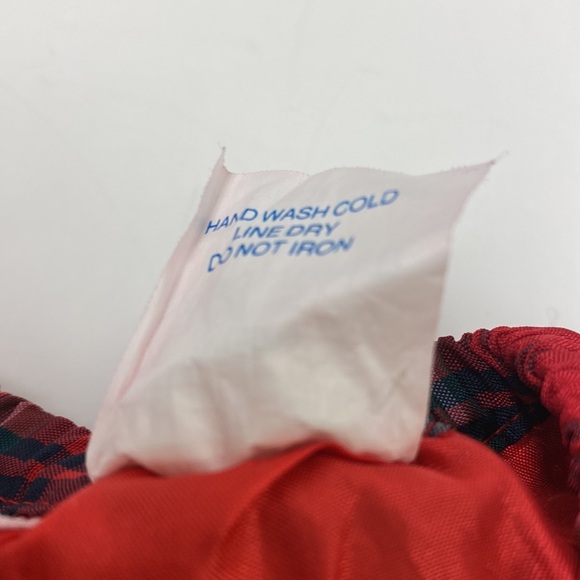 HAND WASH COLD
LINE DRY
DO NOT IRON